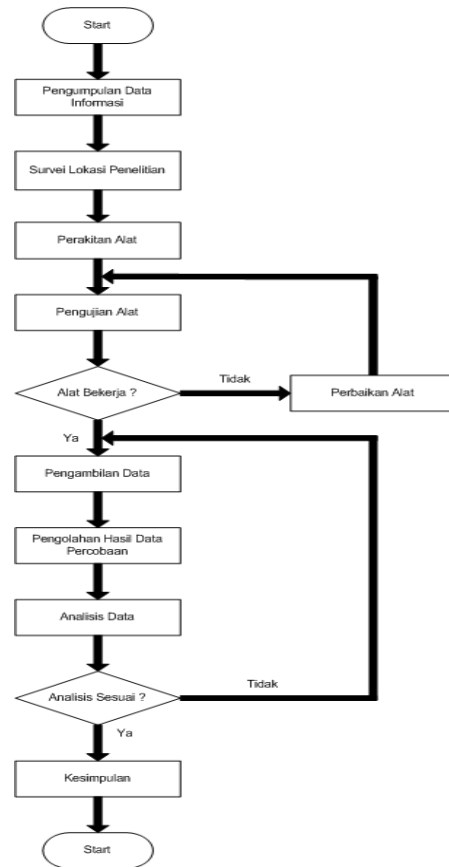 Start
Pengumpulan Data
Informasi
Survei Lokasi Penelitian
Perakitan Alat
Pengujian Alat
Alat Bekerja ?
Tidak
Perbaikan Alat
Ya
Pengambilan Data
Pengolahan Hasil Data
Percobaan
Analisis Data
Analisis Sesuai ?
Tidak
Ya
Kesimpulan
Start